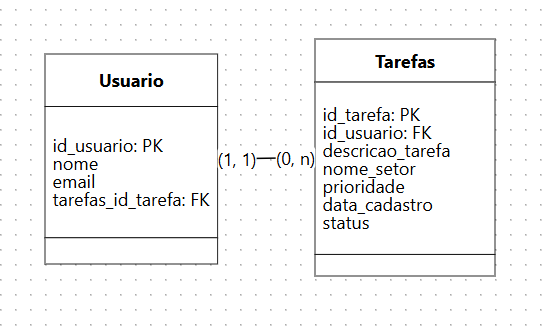 Usuario
id_usuario: PK
nome
email
tarefas_id_tarefa: FK
(1, 1)
(0, n)
Tarefas
id_tarefa: PK
id_usuario: FK
descricao_tarefa
nome_setor
prioridade
data_cadastro
status